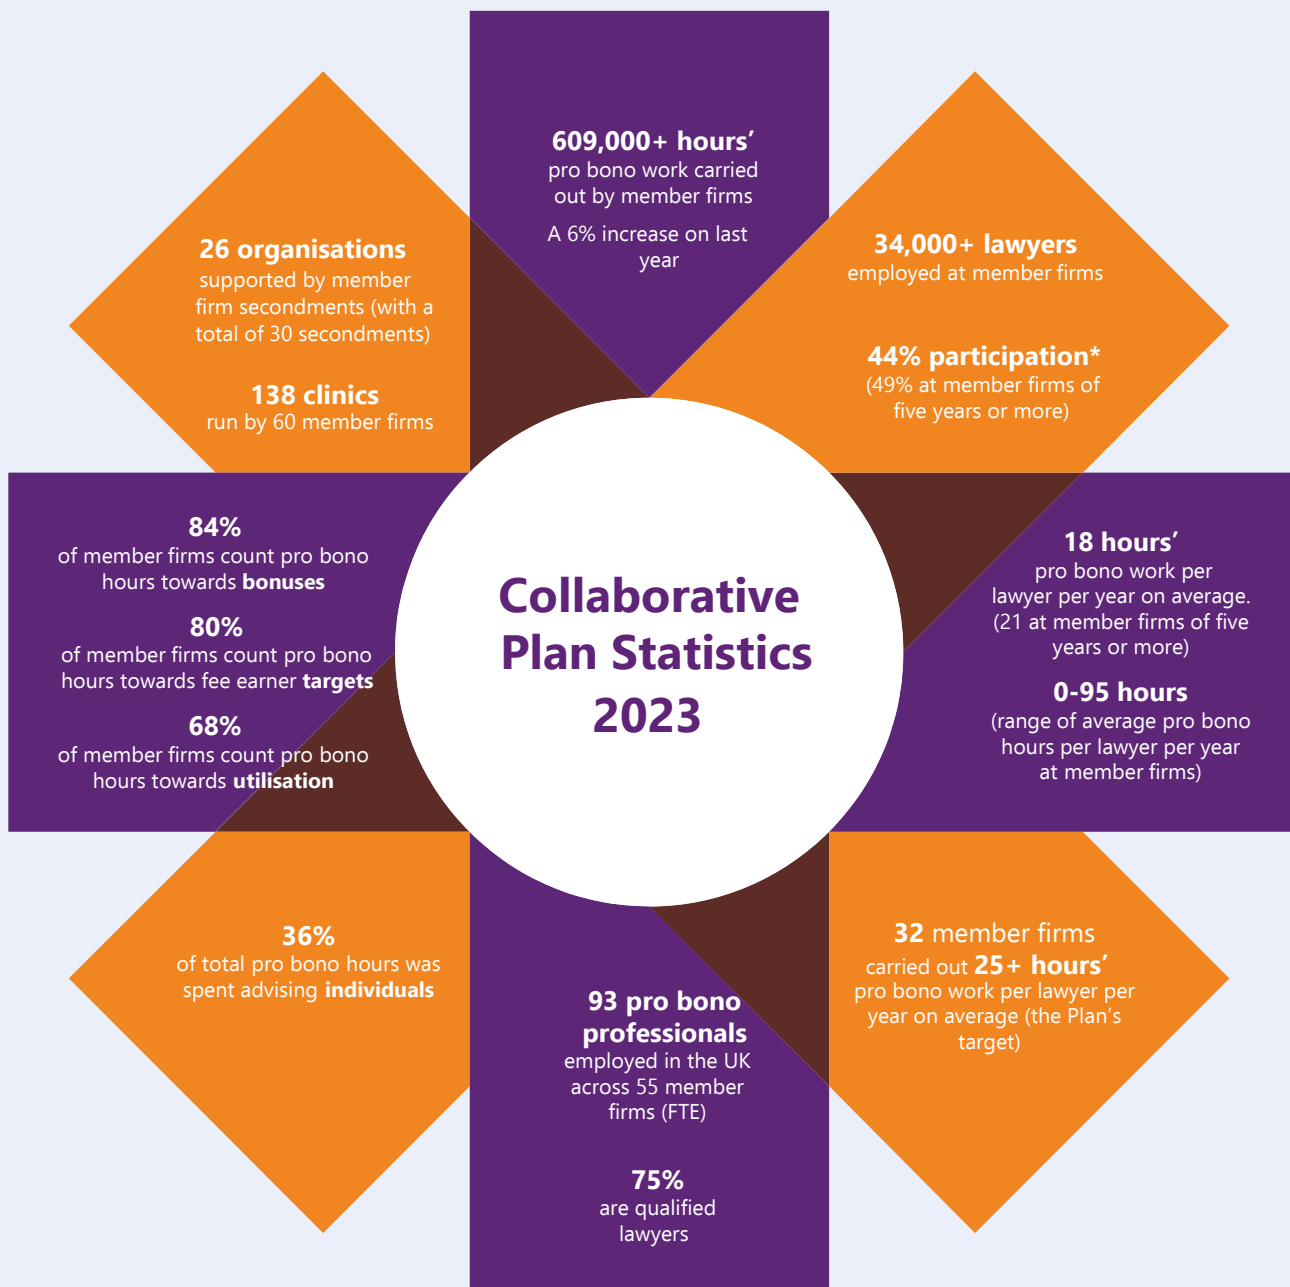 609,000+ hours’
pro bono work carried
out by member firms
A 6% increase on last
year
34,000+ lawyers
employed at member firms
44% participation*
(49% at member firms of
five years or more)
18 hours’
pro bono work per
lawyer per year on average.
(21 at member firms of five
years or more)
0-95 hours
(range of average pro bono
hours per lawyer per year
at member firms)
32 member firms
carried out 25+ hours’
pro bono work per lawyer per
year on average (the Plan’s
target)
93 pro bono
professionals
employed in the UK
across 55 member
firms (FTE)
75%
are qualified
lawyers
36%
of total pro bono hours was
spent advising individuals
84%
of member firms count pro bono
hours towards bonuses
80%
of member firms count pro bono
hours towards fee earner targets
68%
of member firms count pro bono
hours towards utilisation
26 organisations
supported by member
firm secondments (with a
total of 30 secondments)
138 clinics
run by 60 member firms
Collaborative
Plan Statistics
2023